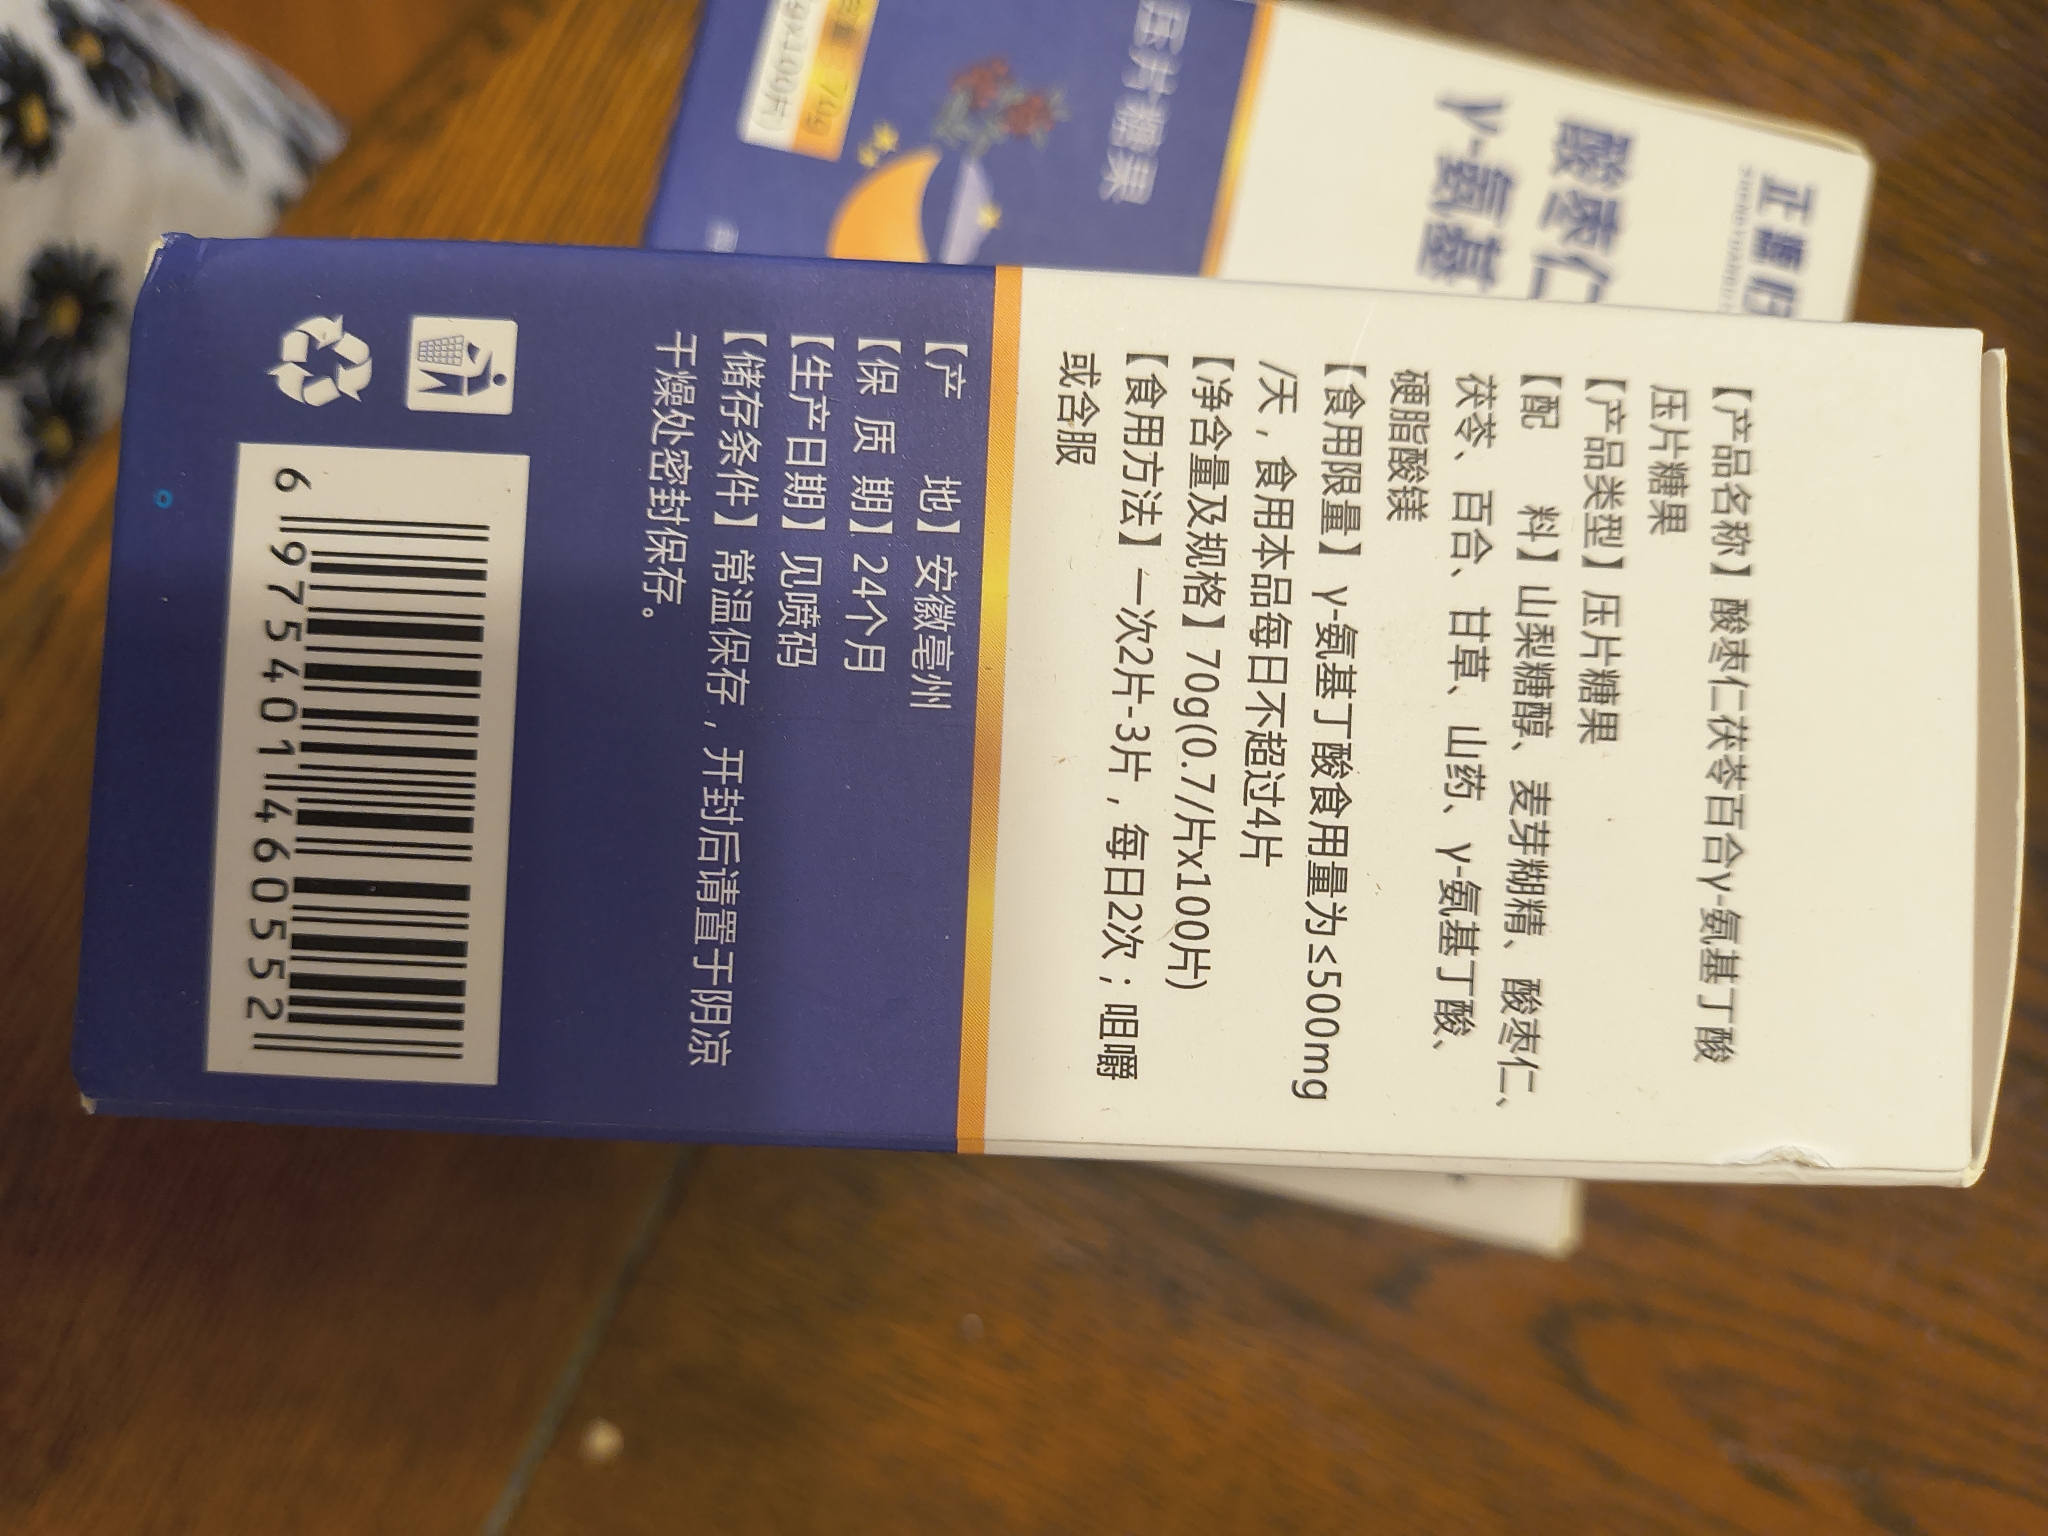 【产品名称】酸枣仁茯苓百合γ-氨基丁酸
压片糖果
【产品类型】压片糖果
【配 料】山梨糖醇、麦芽糊精、酸枣仁、
茯苓、百合、甘草、山药、γ-氨基丁酸、
硬脂酸镁
【食用限量】γ-氨基丁酸食用量为≤500mg
/天，食用本品每日不超过4片
【净含量及规格】70g(0.7/片x100片)
【食用方法】一次2片-3片，每日2次；咀嚼
或含服
【产 地】安徽亳州
【保 质 期】24个月
【生产日期】见喷码
【储存条件】常温保存，开封后请置于阴凉
干燥处密封保存。
6 975401 460552
酸枣仁
γ-氨基
压片糖果
70g
x100片)